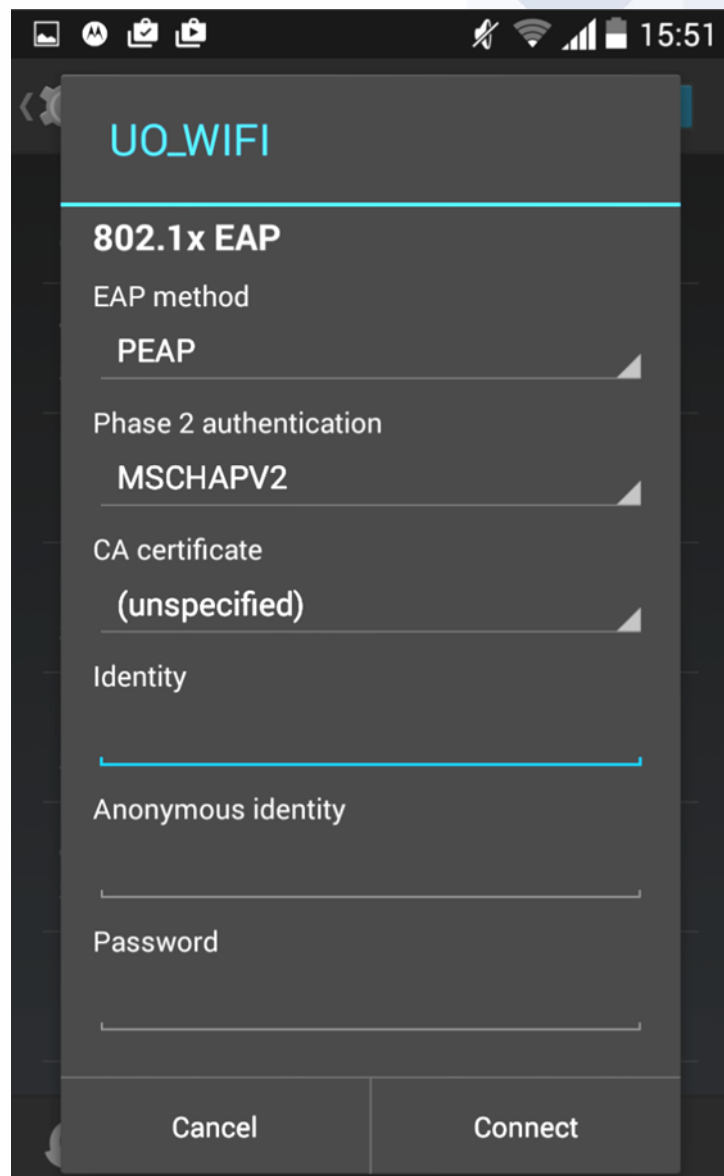 15:51
UO_WIFI
802.1x EAP
EAP method
PEAP
Phase 2 authentication
MSCHAPV2
CA certificate
(unspecified)
Identity
Anonymous identity
Password
Cancel Connect